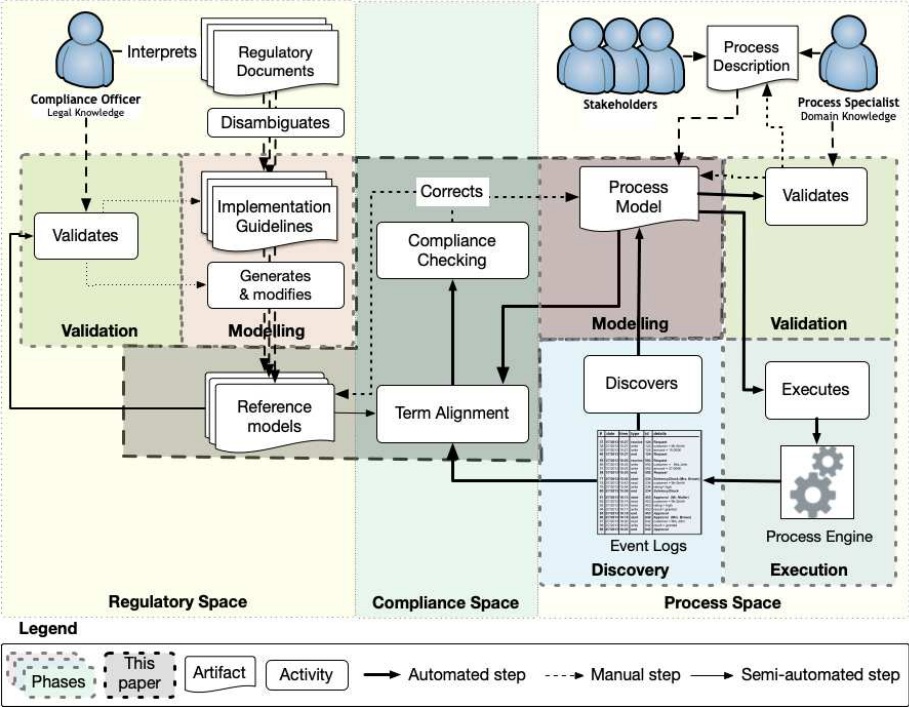 Compliance Officer
Legal Knowledge
Interprets
Regulatory
Documents
Disambiguates
Stakeholders
Process
Description
Process Specialist
Domain Knowledge
Validates
Implementation
Guidelines
Generates
& modifies
Validation
Modelling
Corrects
Compliance
Checking
Process
Model
Validates
Modelling
Validation
Reference
models
Term Alignment
Discovers
Executes
Event Logs
Process Engine
Discovery
Execution
Regulatory Space
Compliance Space
Process Space
Legend
Phases
This
paper
Artifact
Activity
Automated step
Manual step
Semi-automated step